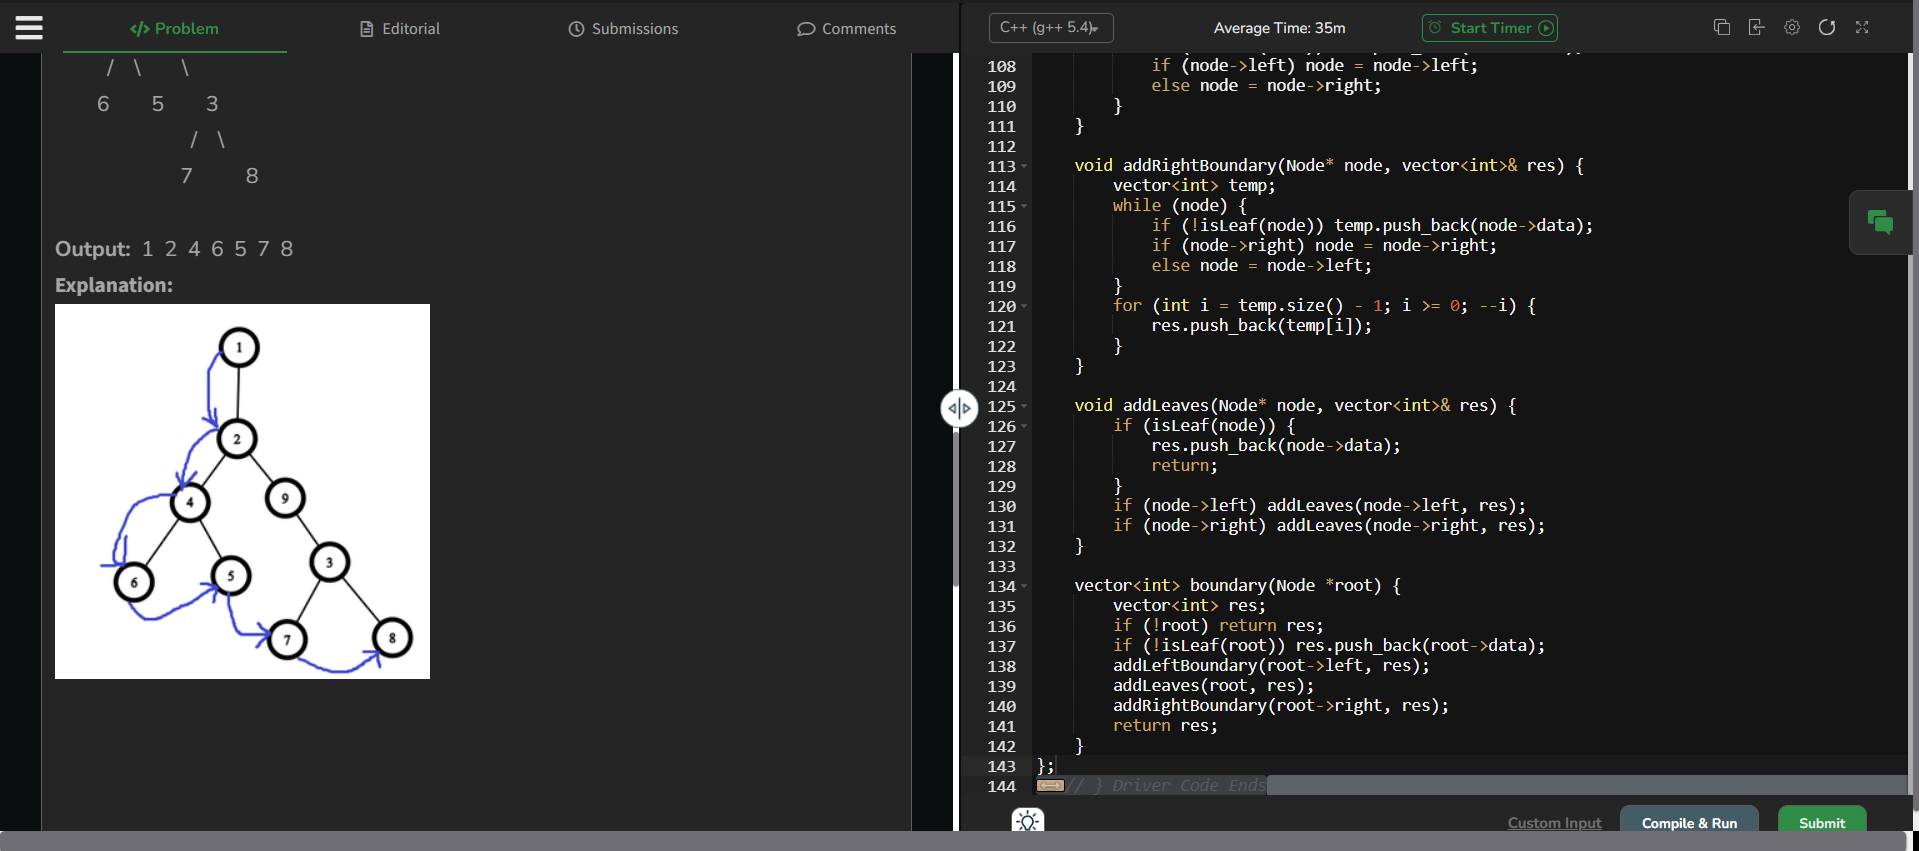 Problem
Editorial
Submissions
Comments
/ \ \
6 5 3
/ \
7 8
Output: 1 2 4 6 5 7 8
Explanation:
1
2
4
9
6
5
3
7
8
C++ (g++ 5.4)
Average Time: 35m
Start Timer
108 if (node->left) node = node->left;
109 else node = node->right;
110 }
111 }
112
113 void addRightBoundary(Node* node, vector<int>& res) {
114 vector<int> temp;
115 while (node) {
116 if (!isLeaf(node)) temp.push_back(node->data);
117 if (node->right) node = node->right;
118 else node = node->left;
119 }
120 for (int i = temp.size() - 1; i >= 0; --i) {
121 res.push_back(temp[i]);
122 }
123 }
124
125 void addLeaves(Node* node, vector<int>& res) {
126 if (isLeaf(node)) {
127 res.push_back(node->data);
128 return;
129 }
130 if (node->left) addLeaves(node->left, res);
131 if (node->right) addLeaves(node->right, res);
132 }
133
134 vector<int> boundary(Node *root) {
135 vector<int> res;
136 if (!root) return res;
137 if (!isLeaf(root)) res.push_back(root->data);
138 addLeftBoundary(root->left, res);
139 addLeaves(root, res);
140 addRightBoundary(root->right, res);
141 return res;
142 }
143 };
144 // } Driver Code Ends
Custom Input
Compile & Run
Submit